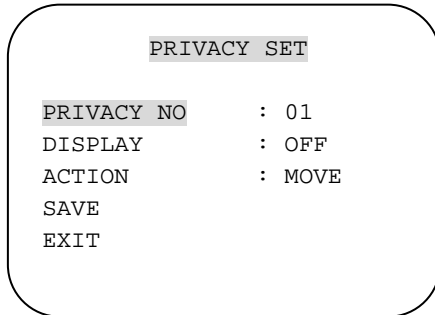 PRIVACY SET
PRIVACY NO : 01
DISPLAY : OFF
ACTION : MOVE
SAVE
EXIT